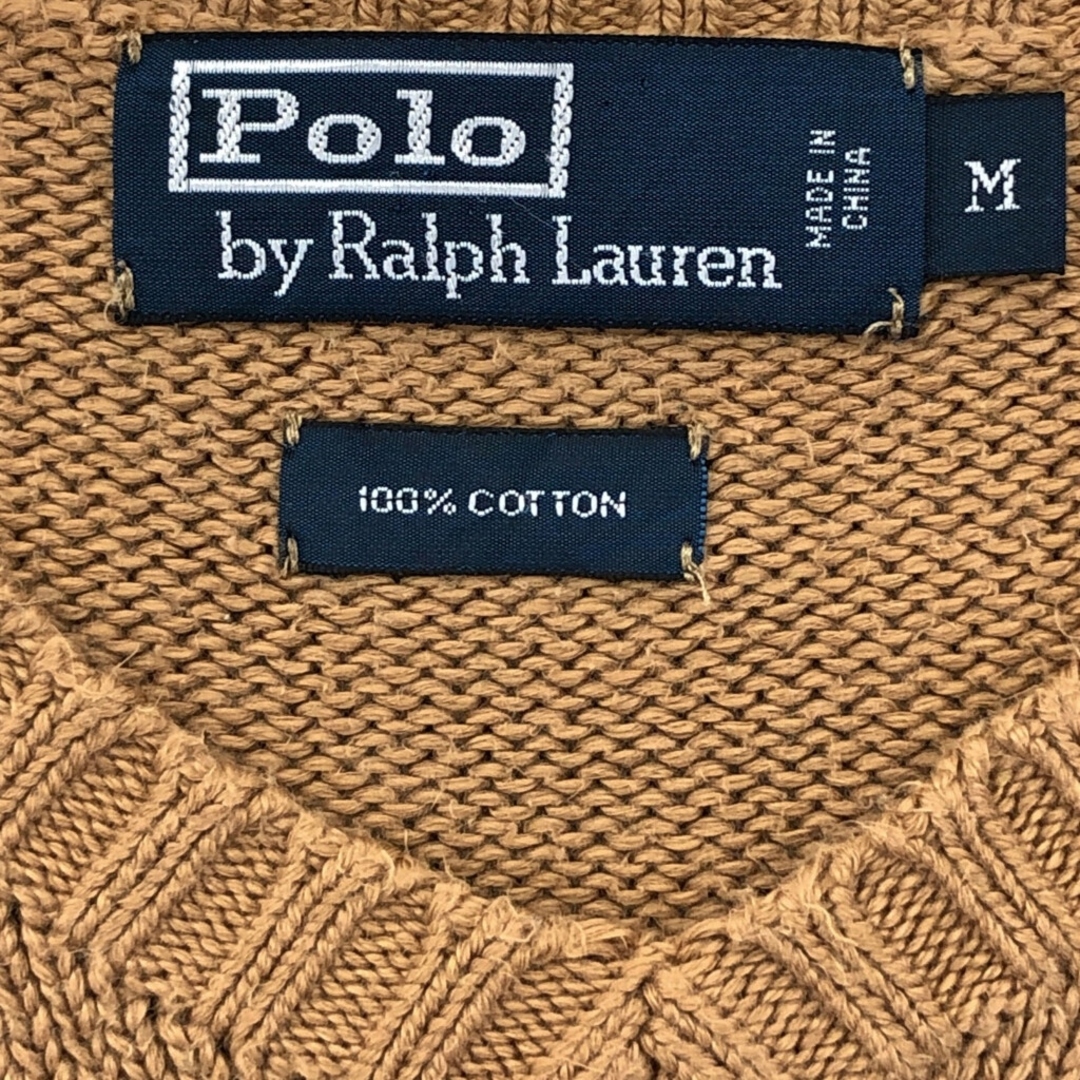 Polo
by Ralph Lauren
MADE IN
CHINA
M
100% COTTON